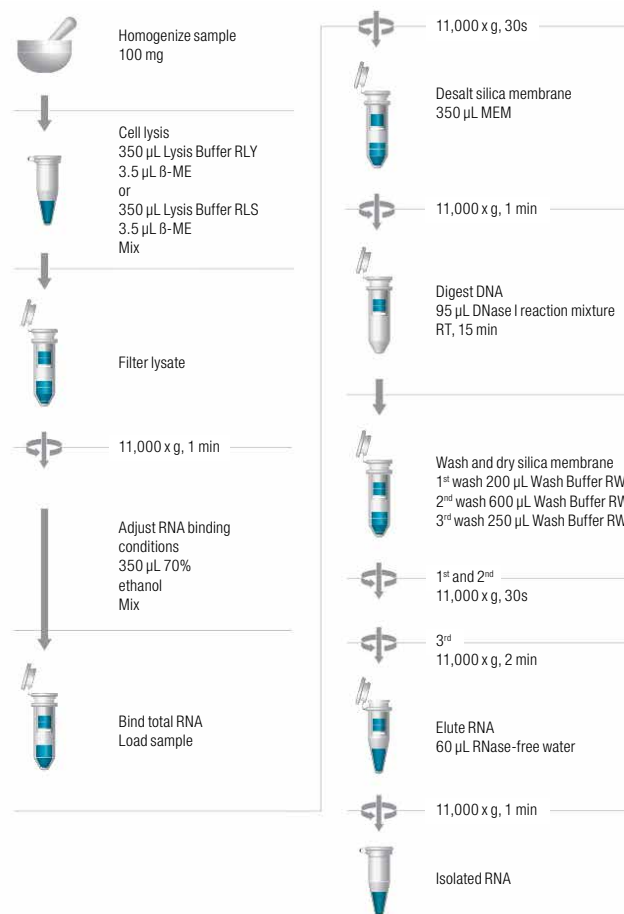 Homogenize sample
100 mg
Cell lysis
350 µL Lysis Buffer RLY
3.5 µL ß-ME
or
350 µL Lysis Buffer RLS
3.5 µL ß-ME
Mix
Filter lysate
11,000 x g, 1 min
Adjust RNA binding
conditions
350 µL 70%
ethanol
Mix
Bind total RNA
Load sample
11,000 x g, 30s
Desalt silica membrane
350 µL MEM
11,000 x g, 1 min
Digest DNA
95 µL DNase I reaction mixture
RT, 15 min
Wash and dry silica membrane
1st wash 200 µL Wash Buffer RW
2nd wash 600 µL Wash Buffer RW
3rd wash 250 µL Wash Buffer RW
1st and 2nd
11,000 x g, 30s
3rd
11,000 x g, 2 min
Elute RNA
60 µL RNase-free water
11,000 x g, 1 min
Isolated RNA